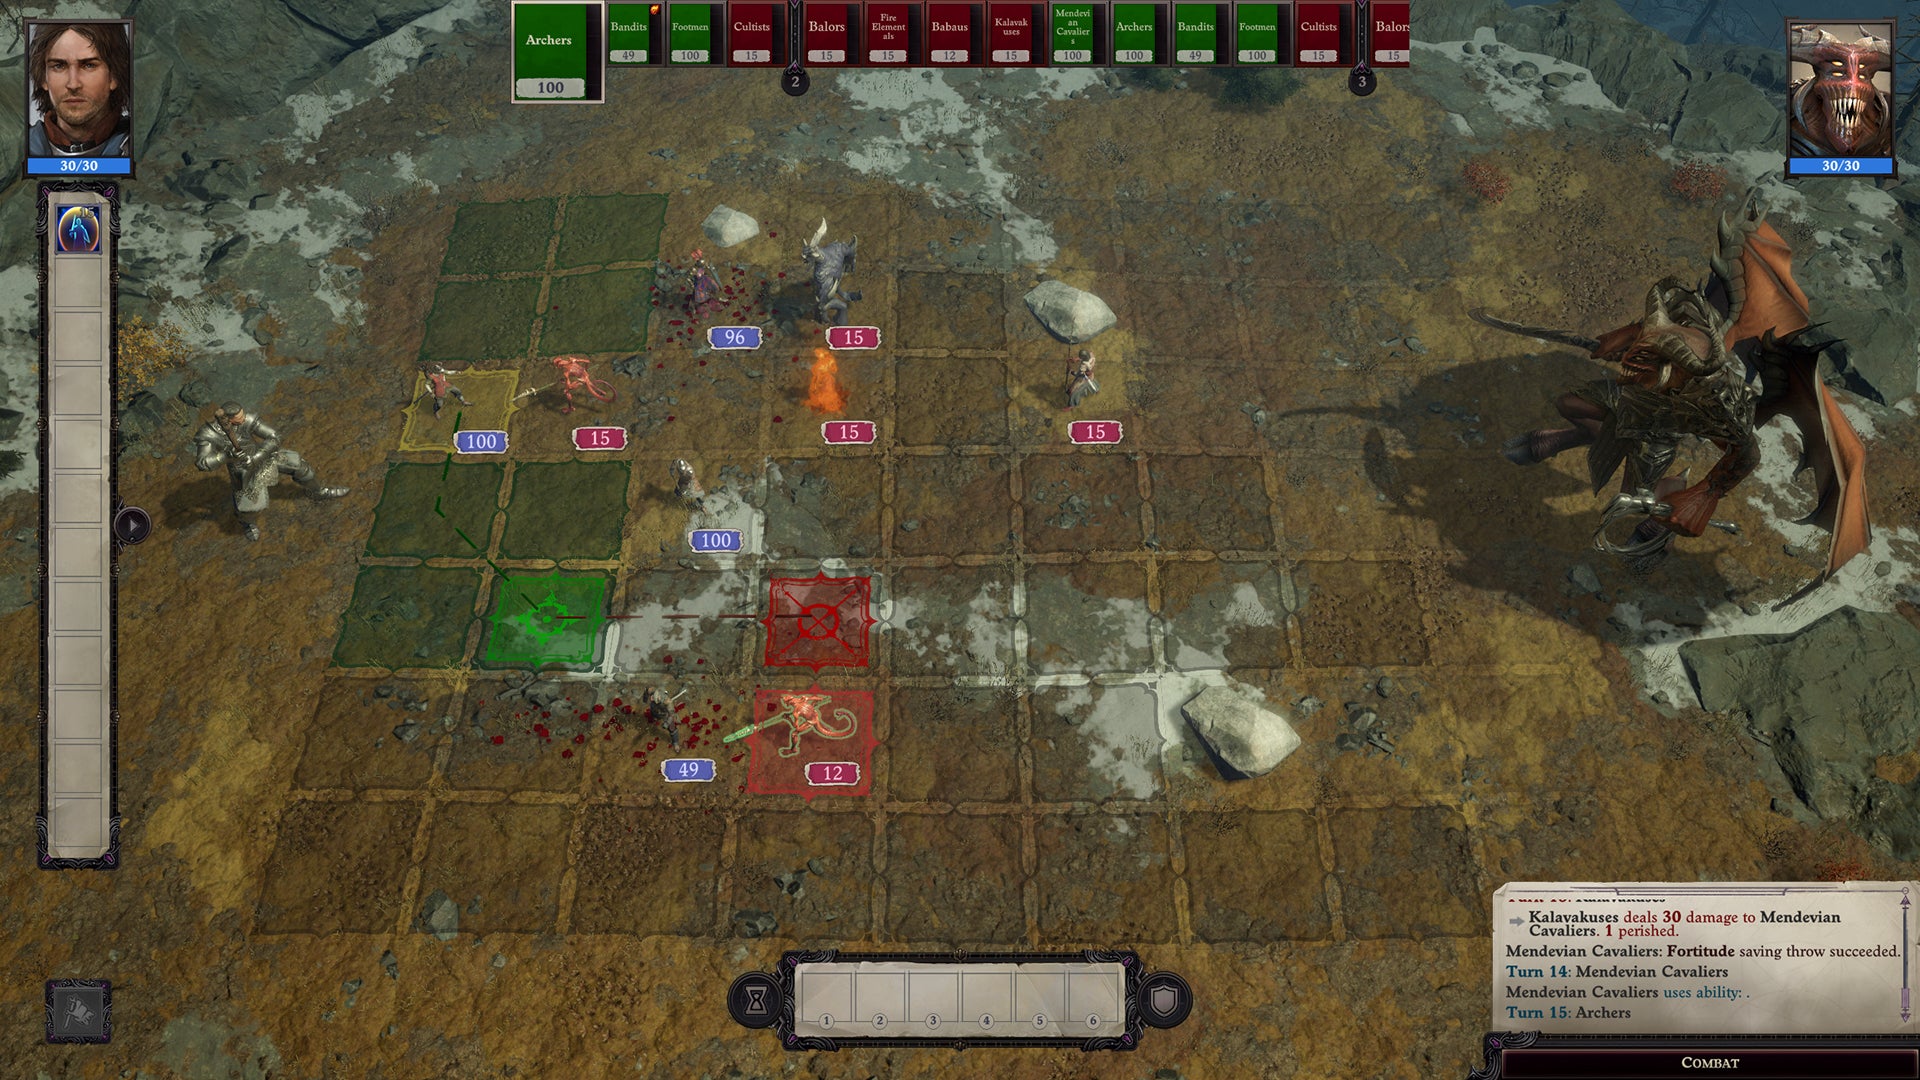 Archers
100
Bandits
49
Footmen
100
Cultists
15
2
Balors
15
Fire
Element
als
15
Babaus
12
Kalavak
uses
15
Mendevi
an
Cavalier
s
100
Archers
100
Bandits
49
Footmen
100
Cultists
15
3
Balors
15
30/30
30/30
15
96
15
100
15
15
15
100
49
12
1
2
3
4
5
6
Kalavakuses deals 30 damage to Mendevian
Cavaliers. 1 perished.
Mendevian Cavaliers: Fortitude saving throw succeeded.
Turn 14: Mendevian Cavaliers
Mendevian Cavaliers uses ability: .
Turn 15: Archers
Combat